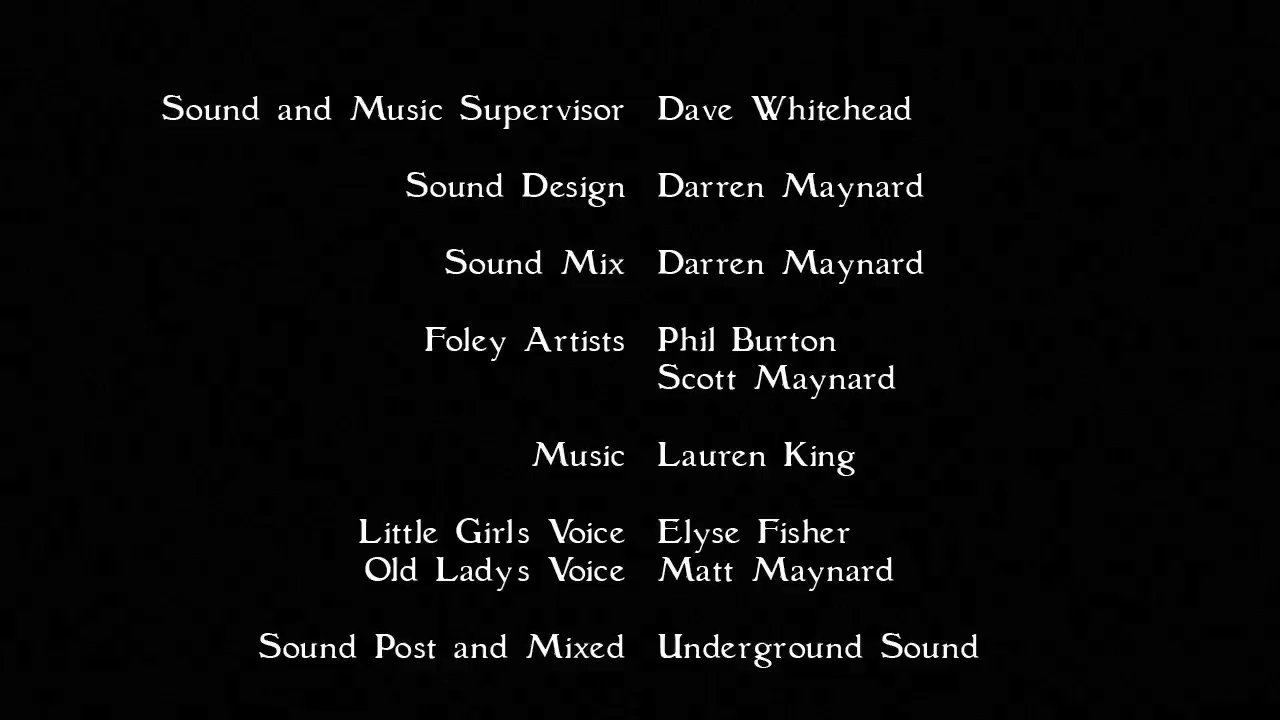 Sound and Music Supervisor Dave Whitehead
Sound Design Darren Maynard
Sound Mix Darren Maynard
Foley Artists Phil Burton
Scott Maynard
Music Lauren King
Little Girls Voice Elyse Fisher
Old Ladys Voice Matt Maynard
Sound Post and Mixed Underground Sound